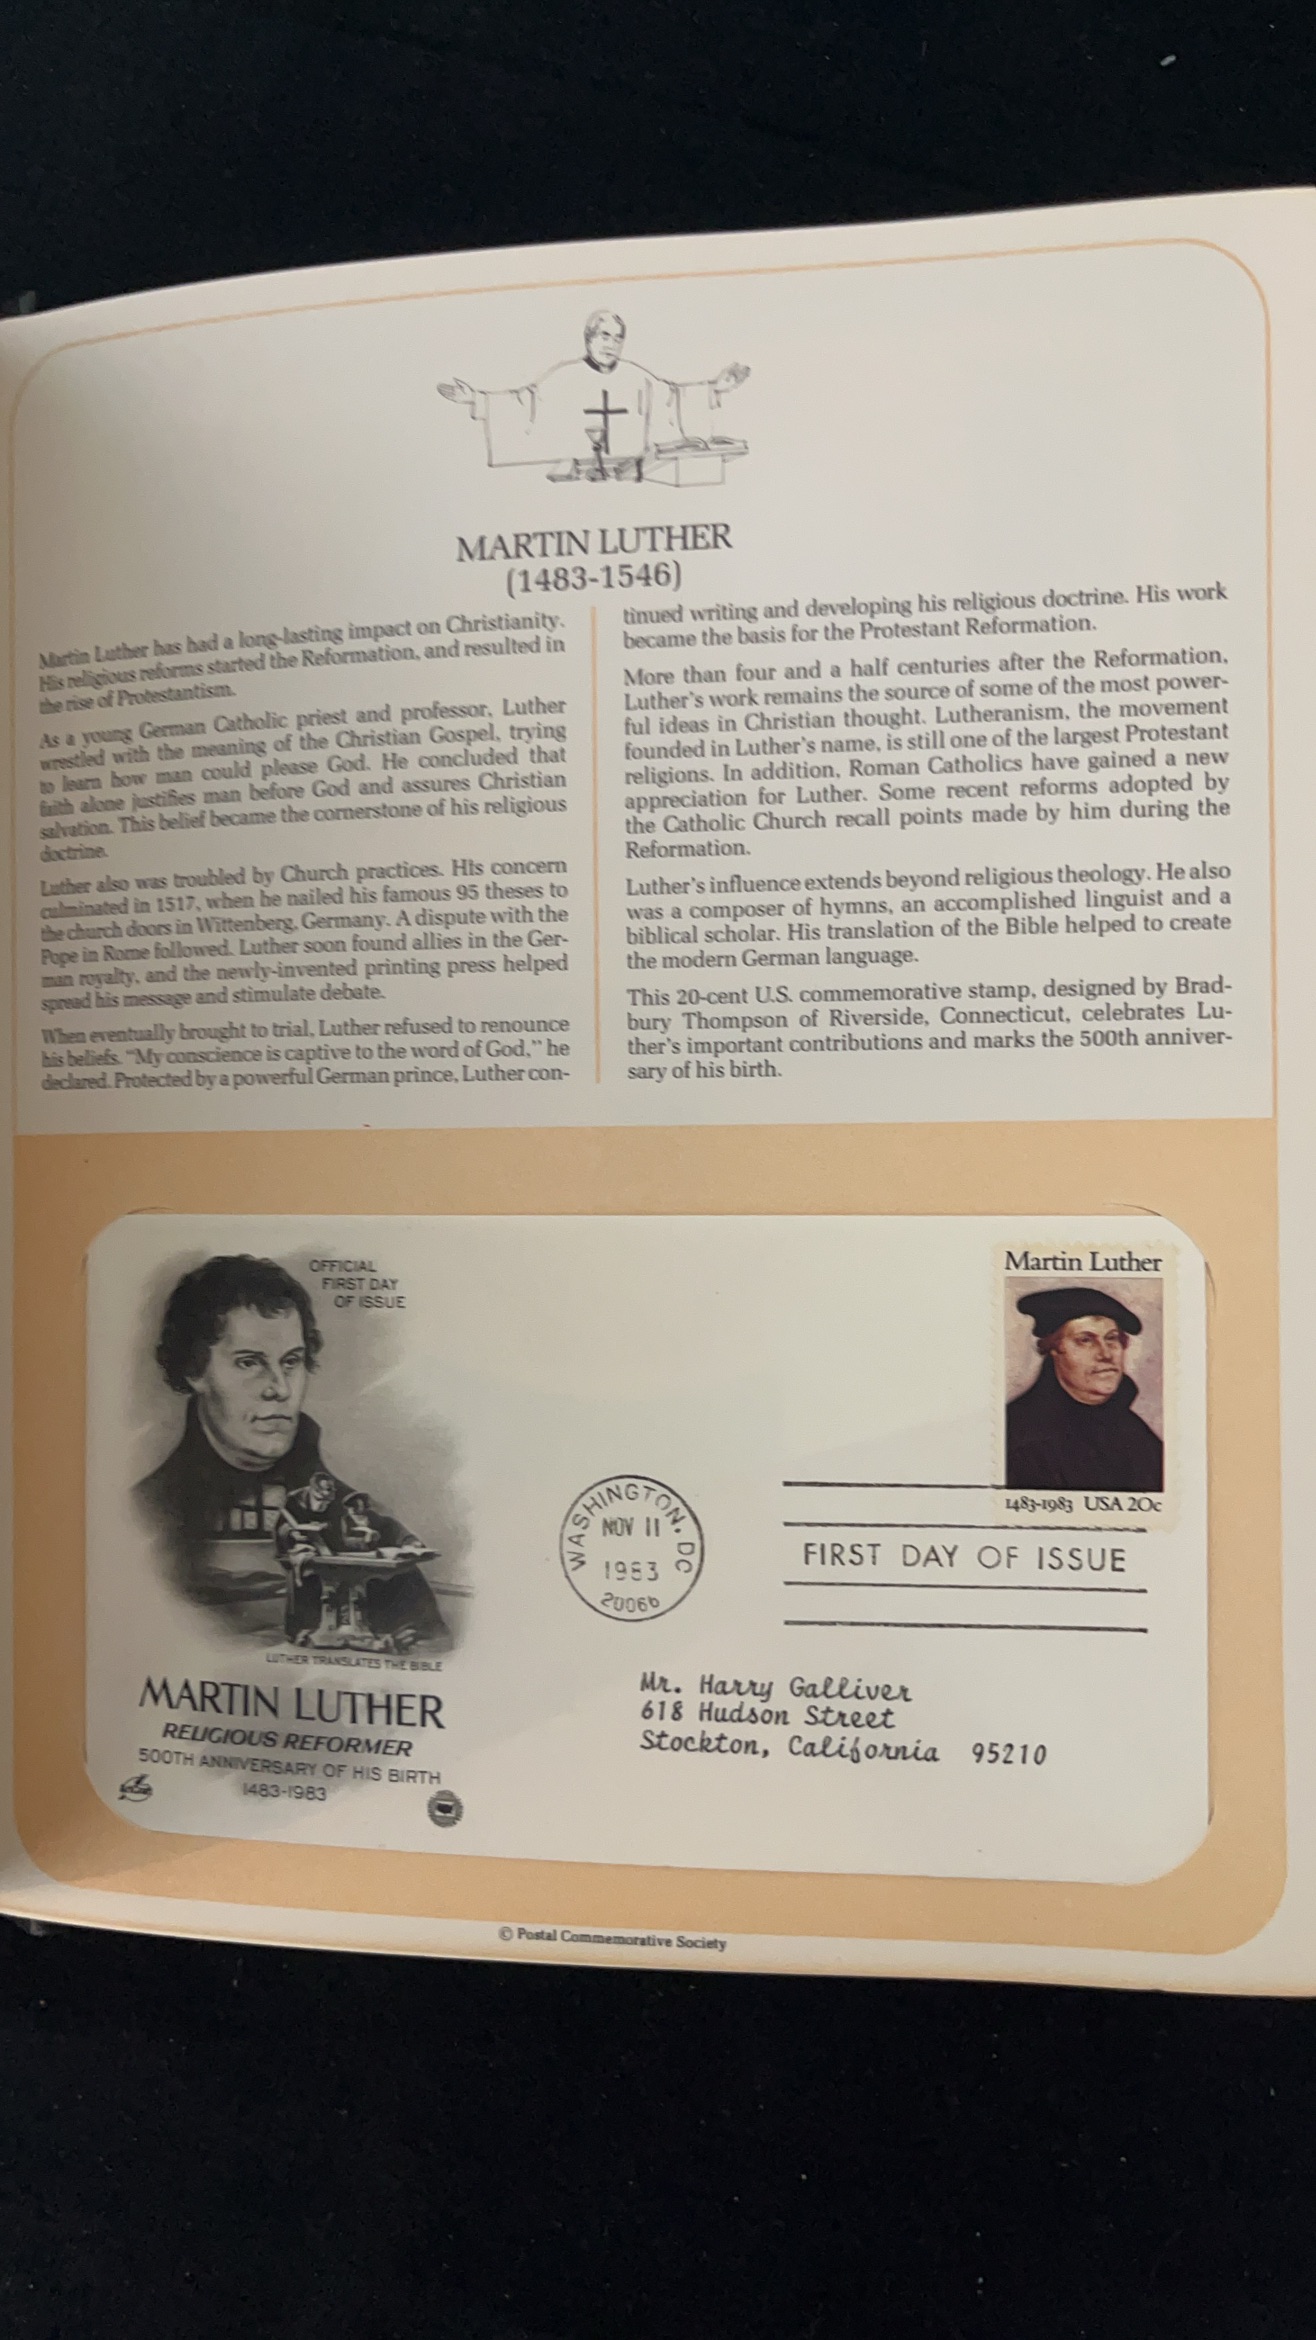 MARTIN LUTHER
(1483-1546)
Martin Luther has had a long-lasting impact on Christianity.
His religious reforms started the Reformation, and resulted in
the rise of Protestantism.
As a young German Catholic priest and professor, Luther
wrestled with the meaning of the Christian Gospel, trying
to learn how man could please God. He concluded that
faith alone justifies man before God and assures Christian
salvation. This belief became the cornerstone of his religious
doctrine.
Luther also was troubled by Church practices. His concern
culminated in 1517, when he nailed his famous 95 theses to
the church doors in Wittenberg, Germany. A dispute with the
Pope in Rome followed. Luther soon found allies in the Ger-
man royalty, and the newly-invented printing press helped
spread his message and stimulate debate.
When eventually brought to trial, Luther refused to renounce
his beliefs. “My conscience is captive to the word of God,” he
declared. Protected by a powerful German prince, Luther con-
tinued writing and developing his religious doctrine. His work
became the basis for the Protestant Reformation.
More than four and a half centuries after the Reformation,
Luther's work remains the source of some of the most power-
ful ideas in Christian thought. Lutheranism, the movement
founded in Luther's name, is still one of the largest Protestant
religions. In addition, Roman Catholics have gained a new
appreciation for Luther. Some recent reforms adopted by
the Catholic Church recall points made by him during the
Reformation.
Luther's influence extends beyond religious theology. He also
was a composer of hymns, an accomplished linguist and a
biblical scholar. His translation of the Bible helped to create
the modern German language.
This 20-cent U.S. commemorative stamp, designed by Brad-
bury Thompson of Riverside, Connecticut, celebrates Lu-
ther's important contributions and marks the 500th anniver-
sary of his birth.
OFFICIAL
FIRST DAY
OF ISSUE
LUTHER TRANSLATES THE BIBLE
MARTIN LUTHER
RELIGIOUS REFORMER
500TH ANNIVERSARY OF HIS BIRTH
1483-1983
Martin Luther
1483-1983 USA 20c
WASHINGTON, DC
NOV 11
1983
20066
FIRST DAY OF ISSUE
Mr. Harry Galliver
618 Hudson Street
Stockton, California 95210
© Postal Commemorative Society